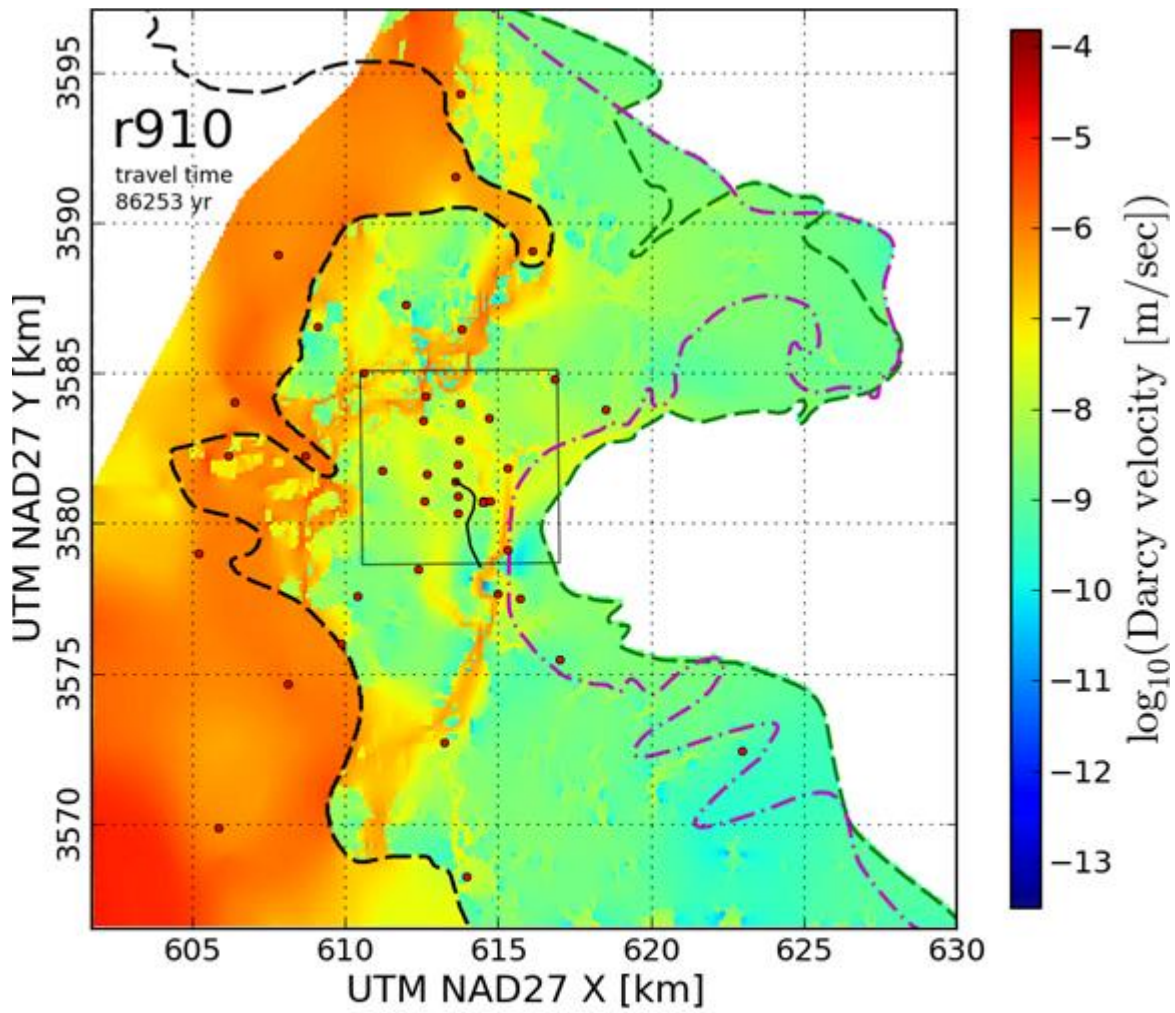 r910
travel time
86253 yr
3595
3590
3585
3580
3575
3570
UTM NAD27 Y [km]
605 610 615 620 625 630
UTM NAD27 X [km]
−4
−5
−6
−7
−8
−9
−10
−11
−12
−13
log₁₀(Darcy velocity [m/sec])